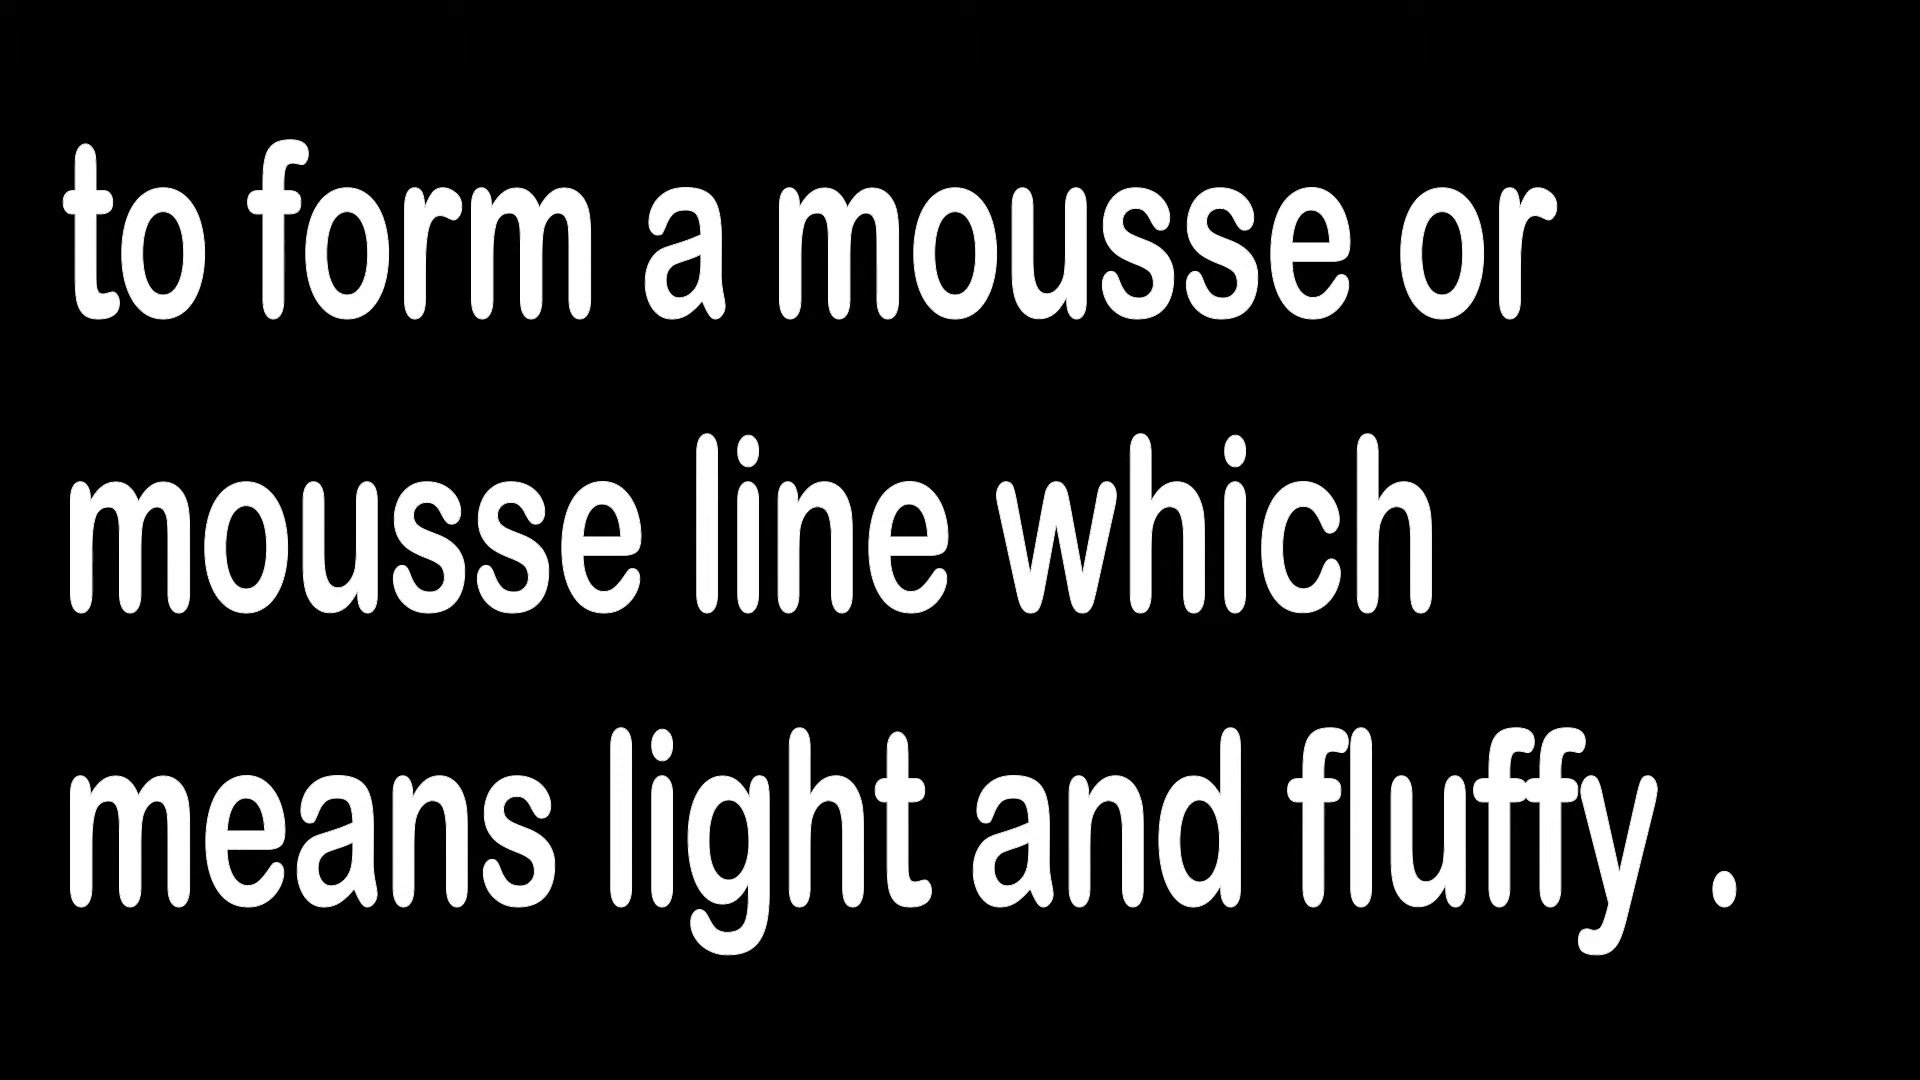 to form a mousse or
mousse line which
means light and fluffy .